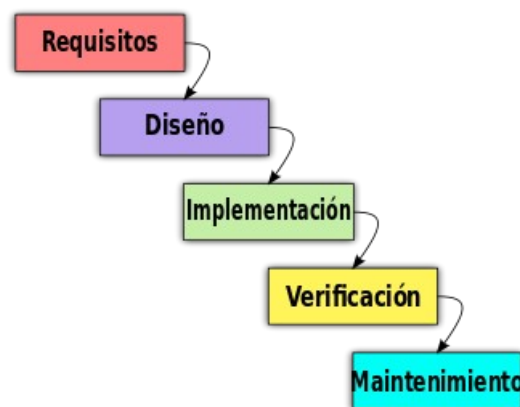 Requisitos
Diseño
Implementación
Verificación
Maintenimiento